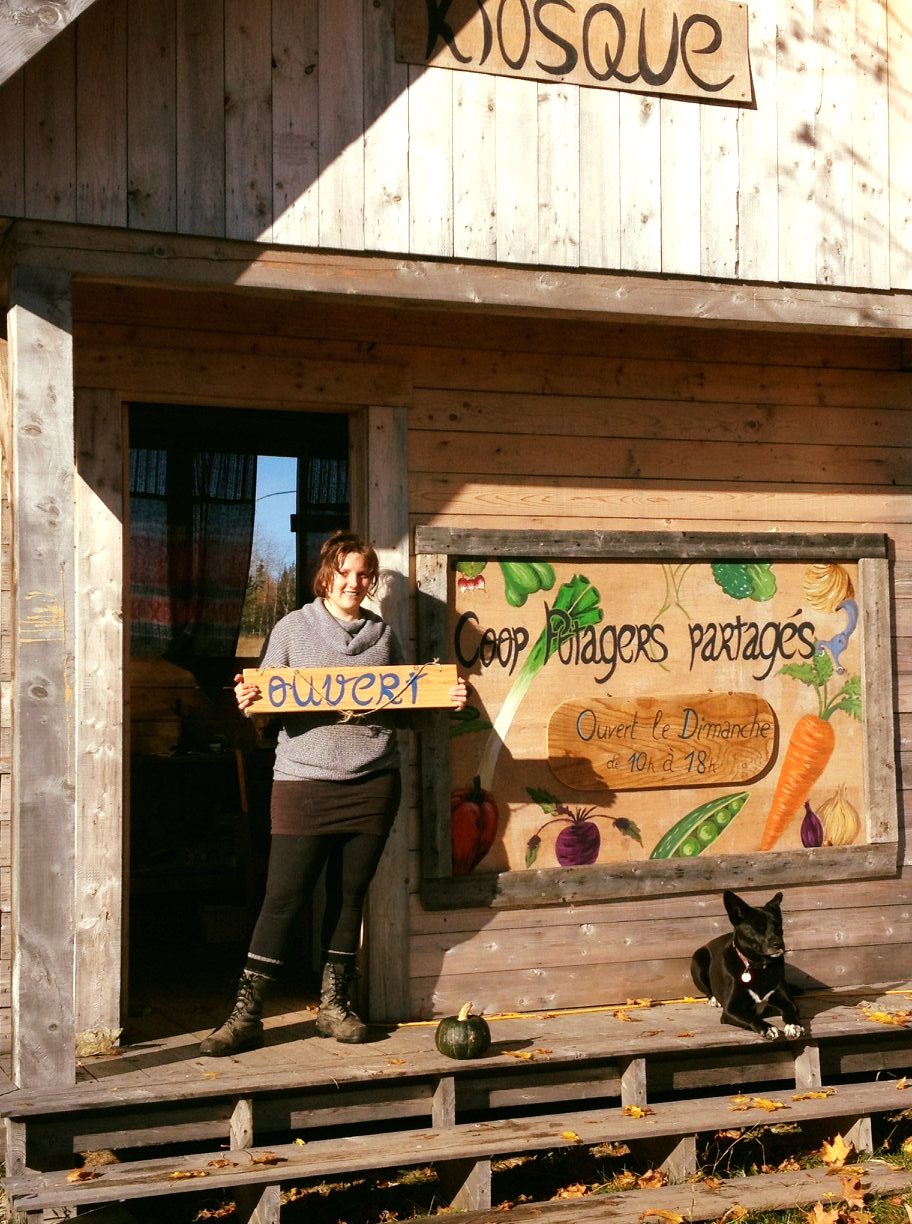 KIOSQUE
Coop Potagers partagés
OUVERT
Ouvert le Dimanche
de 10h à 18h